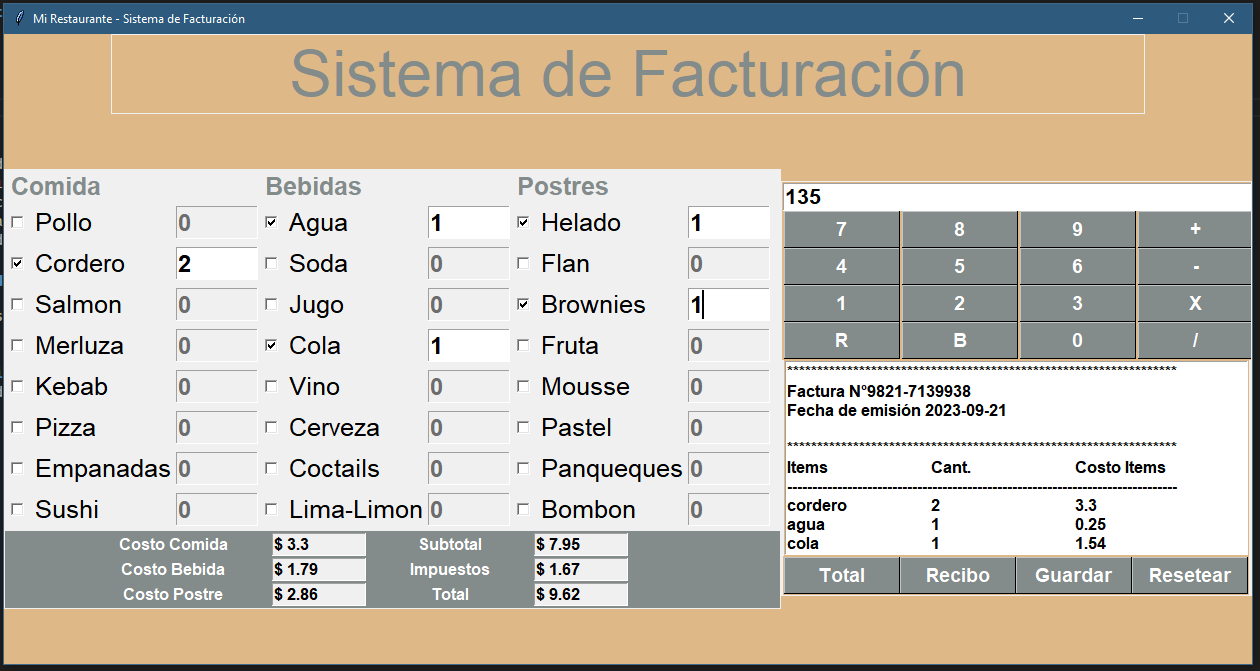 Mi Restaurante - Sistema de Facturación
Sistema de Facturación
Comida Bebidas Postres
Pollo 0 Agua 1 Helado 1
Cordero 2 Soda 0 Flan 0
Salmon 0 Jugo 0 Brownies 1
Merluza 0 Cola 1 Fruta 0
Kebab 0 Vino 0 Mousse 0
Pizza 0 Cerveza 0 Pastel 0
Empanadas 0 Coctails 0 Panqueques 0
Sushi 0 Lima-Limon 0 Bombon 0
Costo Comida $ 3.3 Subtotal $ 7.95
Costo Bebida $ 1.79 Impuestos $ 1.67
Costo Postre $ 2.86 Total $ 9.62
135
7 8 9 +
4 5 6 -
1 2 3 X
R B 0 /
*****************************************************************
Factura N°9821-7139938
Fecha de emisión 2023-09-21
*****************************************************************
Items Cant. Costo Items
-------------------------------------------------------------------------------
cordero 2 3.3
agua 1 0.25
cola 1 1.54
Total Recibo Guardar Resetear